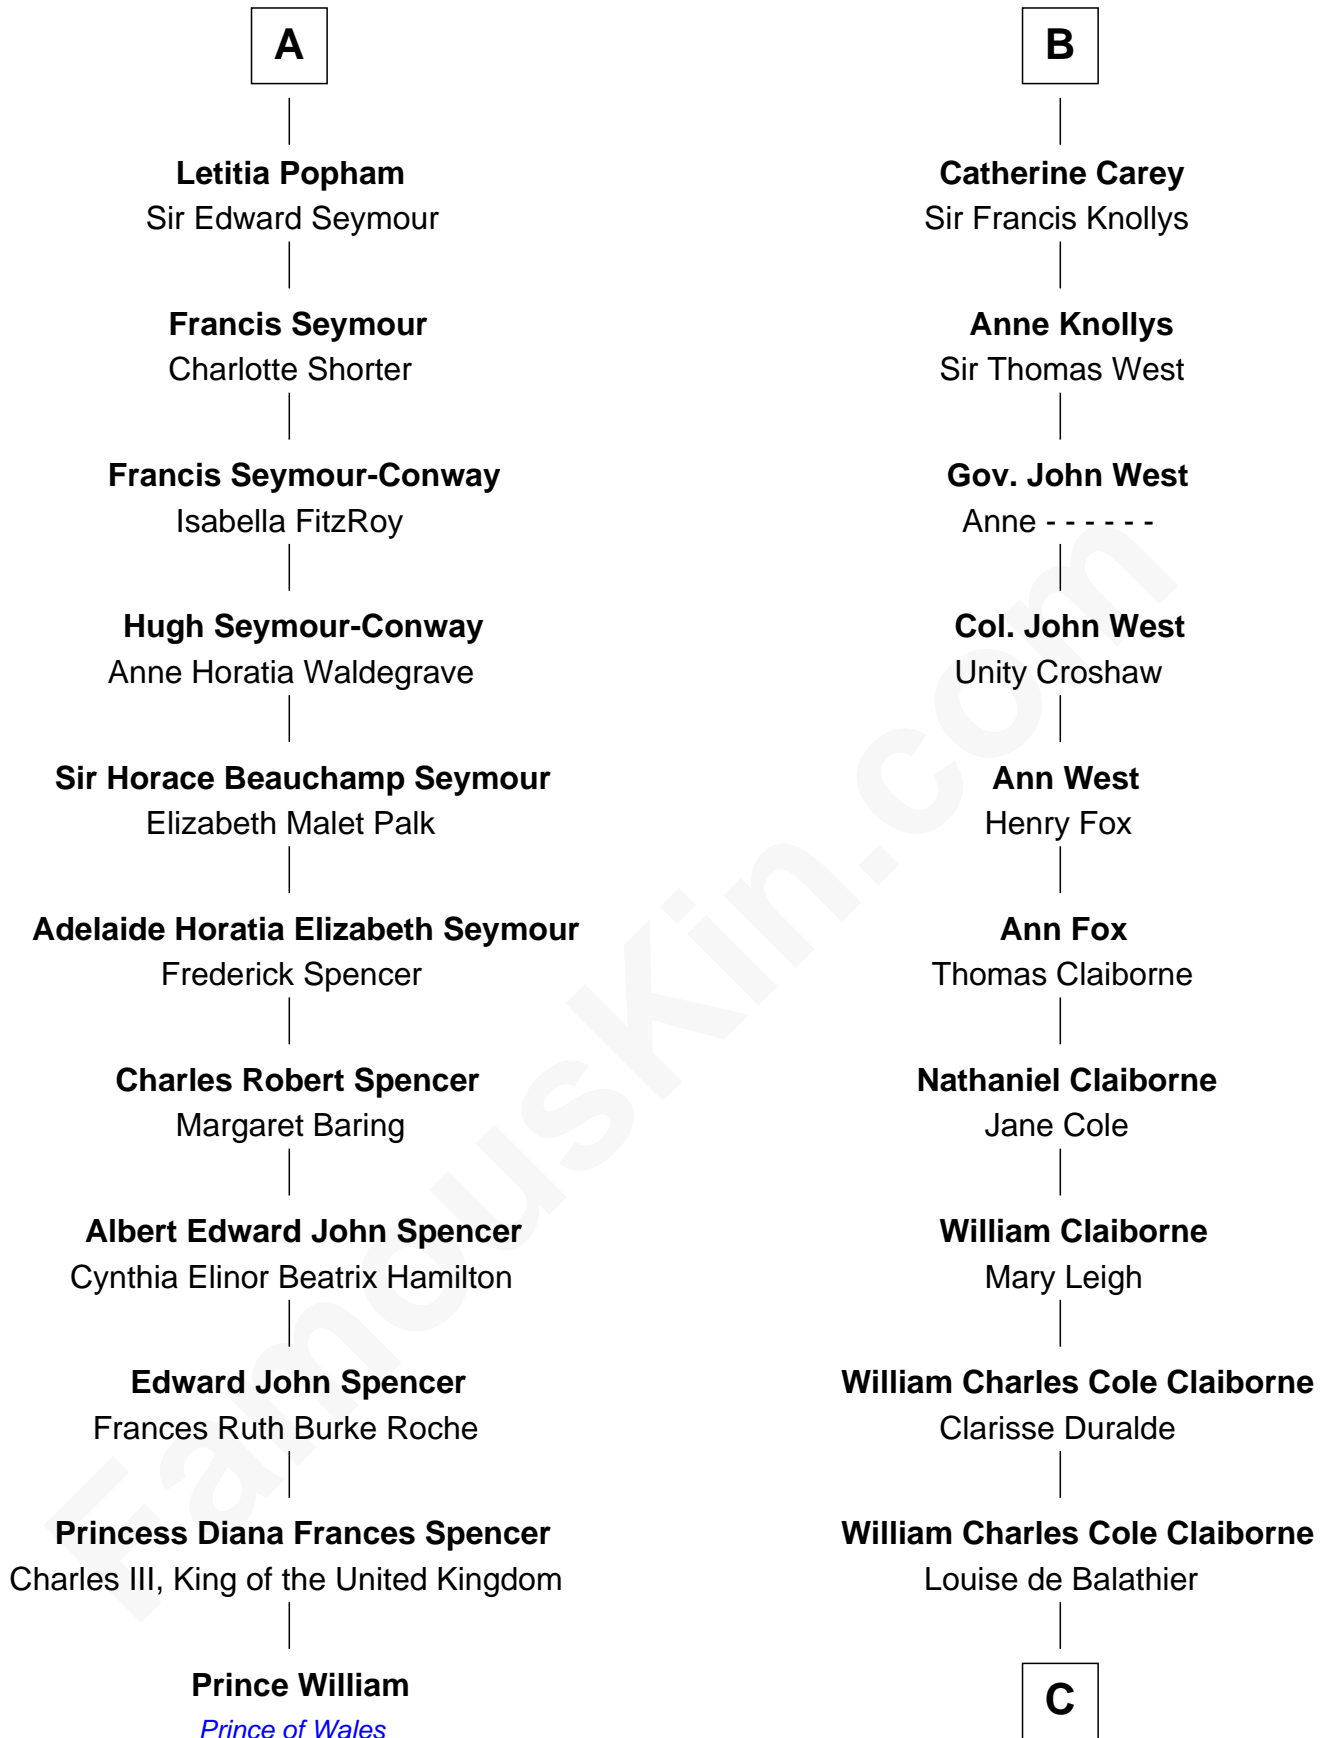 A
Letitia Popham
Sir Edward Seymour
Francis Seymour
Charlotte Shorter
Francis Seymour-Conway
Isabella FitzRoy
Hugh Seymour-Conway
Anne Horatia Waldegrave
Sir Horace Beauchamp Seymour
Elizabeth Malet Palk
Adelaide Horatia Elizabeth Seymour
Frederick Spencer
Charles Robert Spencer
Margaret Baring
Albert Edward John Spencer
Cynthia Elinor Beatrix Hamilton
Edward John Spencer
Frances Ruth Burke Roche
Princess Diana Frances Spencer
Charles III, King of the United Kingdom
Prince William
Prince of Wales
B
Catherine Carey
Sir Francis Knollys
Anne Knollys
Sir Thomas West
Gov. John West
Anne - - - - - -
Col. John West
Unity Croshaw
Ann West
Henry Fox
Ann Fox
Thomas Claiborne
Nathaniel Claiborne
Jane Cole
William Claiborne
Mary Leigh
William Charles Cole Claiborne
Clarisse Duralde
William Charles Cole Claiborne
Louise de Balathier
C
FamousKin.com